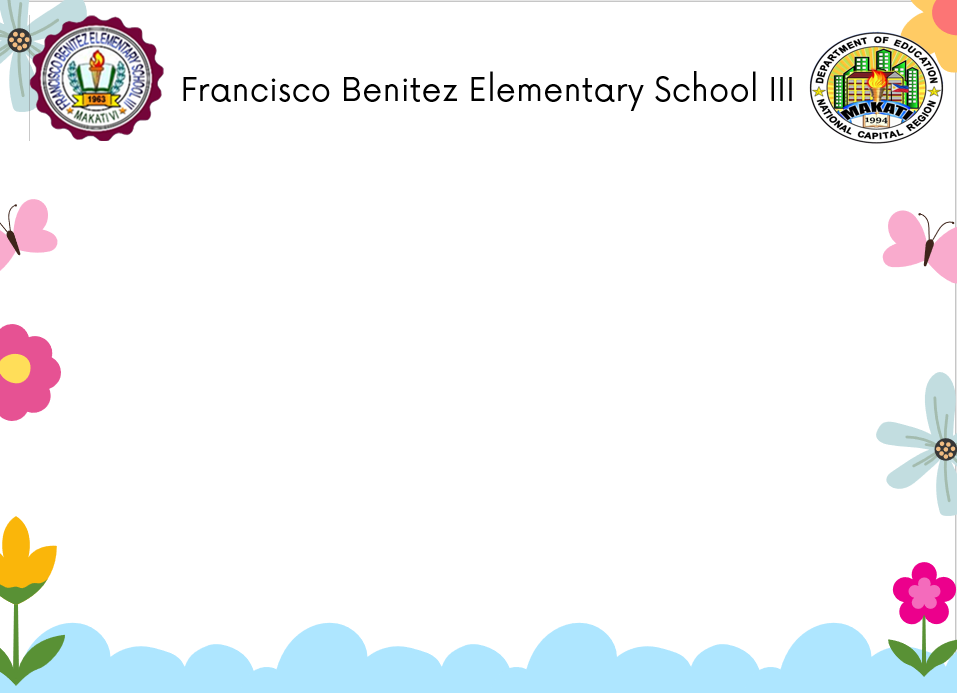 FRANCISCO BENITEZ ELEMENTARY SCHOOL III
1963
MAKATI VI
Francisco Benitez Elementary School III
DEPARTMENT OF EDUCATION
MAKATI
1994
NATIONAL CAPITAL REGION